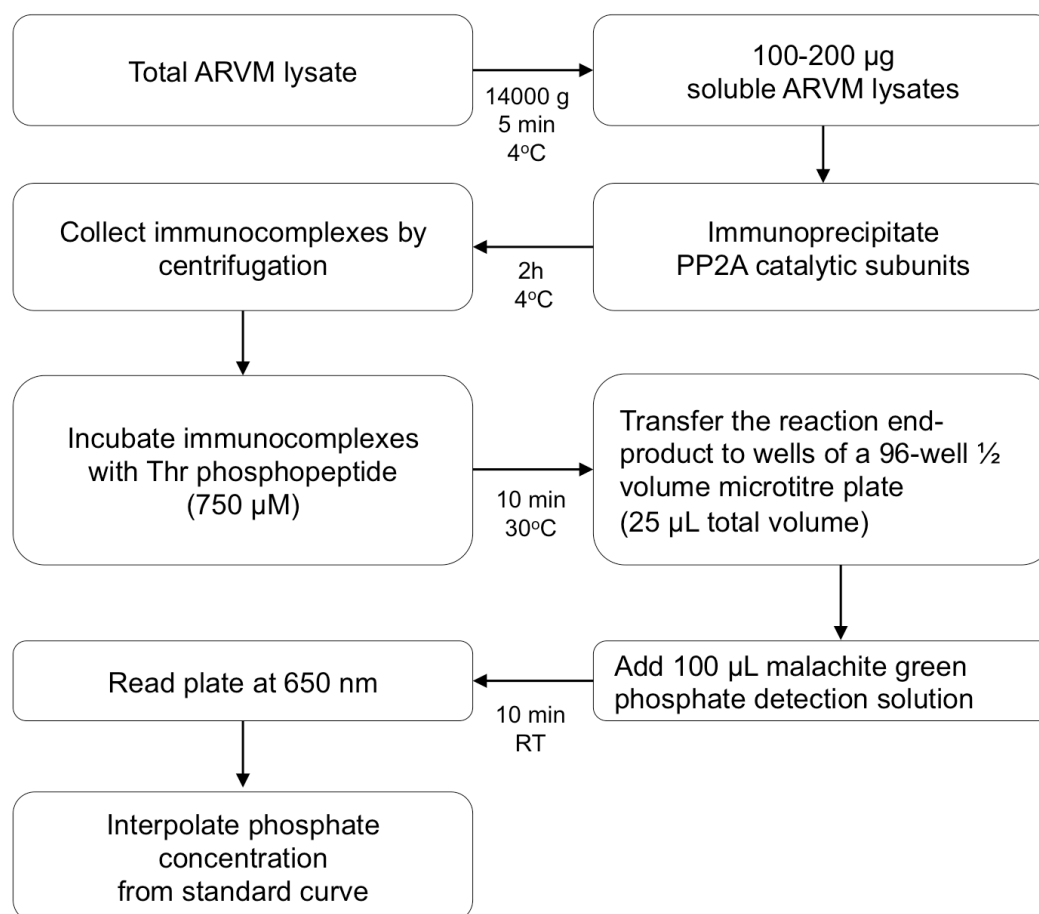 Total ARVM lysate
14000 g
5 min
4°C
100-200 µg
soluble ARVM lysates
Immunoprecipitate
PP2A catalytic subunits
2h
4°C
Collect immunocomplexes by
centrifugation
Incubate immunocomplexes
with Thr phosphopeptide
(750 µM)
10 min
30°C
Transfer the reaction end-
product to wells of a 96-well ½
volume microtitre plate
(25 µL total volume)
Add 100 µL malachite green
phosphate detection solution
10 min
RT
Read plate at 650 nm
Interpolate phosphate
concentration
from standard curve